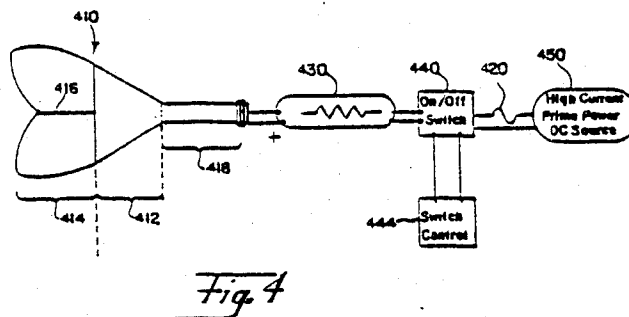 410
416
430
440
420
450
On/Off
Switch
High Current
Prime Power
DC Source
+
418
414
412
444
Switch
Control
Fig. 4